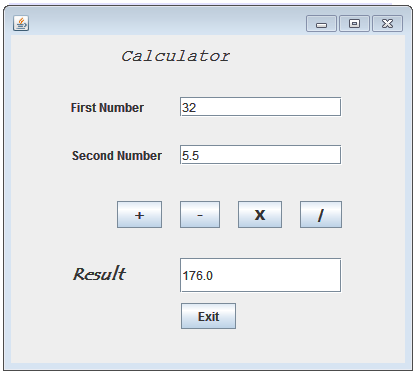 Calculator
First Number 32
Second Number 5.5
+ - X /
Result 176.0
Exit